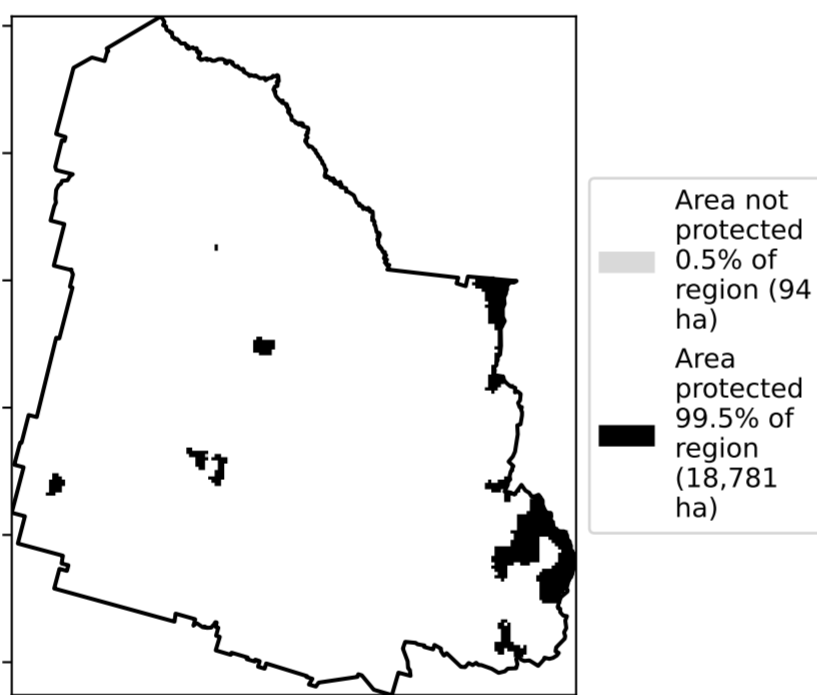 Area not
protected
0.5% of
region (94
ha)
Area
protected
99.5% of
region
(18,781
ha)